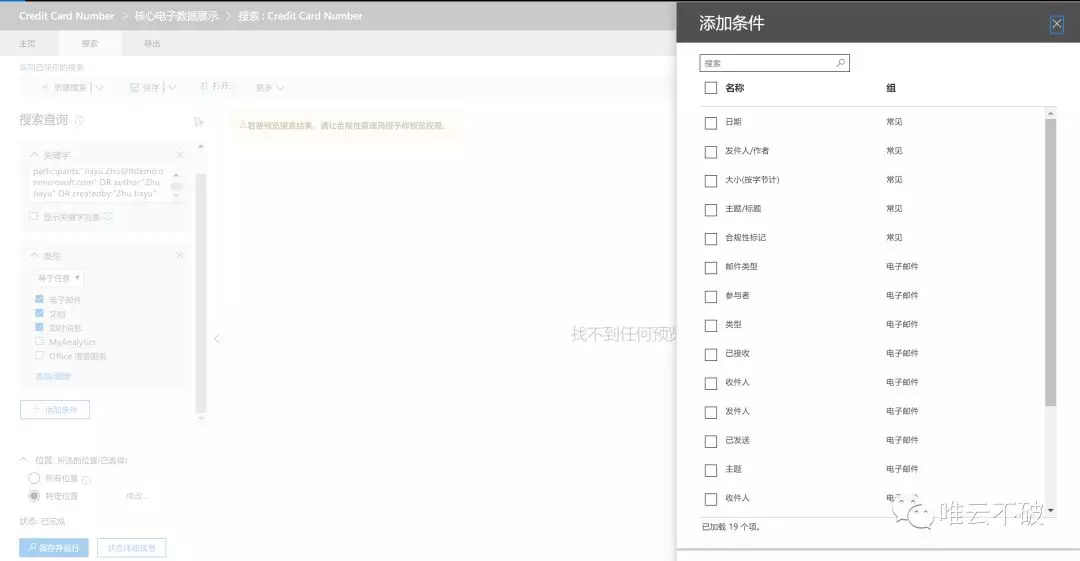 Credit Card Number > 核心电子数据展示 > 搜索 : Credit Card Number
主页 搜索 导出
返回已保存的搜索
新建搜索 保存 打开... 更多
搜索查询
若要预览搜索结果，请让合规性管理员授予你预览权限。
关键字
onmicrosoft.com" OR author:"Zhu
Jiayu" OR createdby:"Zhu Jiayu"
显示关键字列表
类型
等于任意
电子邮件
文档
即时消息
MyAnalytics
添加/删除
添加条件
位置: 所选的位置(已选择)
所有位置
特定位置 修改...
状态: 已完成
保存并运行 状态详细信息
找不到任何预览
添加条件
搜索
名称 组
日期 常见
发件人/作者 常见
大小(按字节计) 常见
主题/标题 常见
合规性标记 常见
邮件类型 电子邮件
参与者 电子邮件
类型 电子邮件
已接收 电子邮件
收件人 电子邮件
发件人 电子邮件
已发送 电子邮件
主题 电子邮件
收件人
已加载 19 个项。
唯云不破